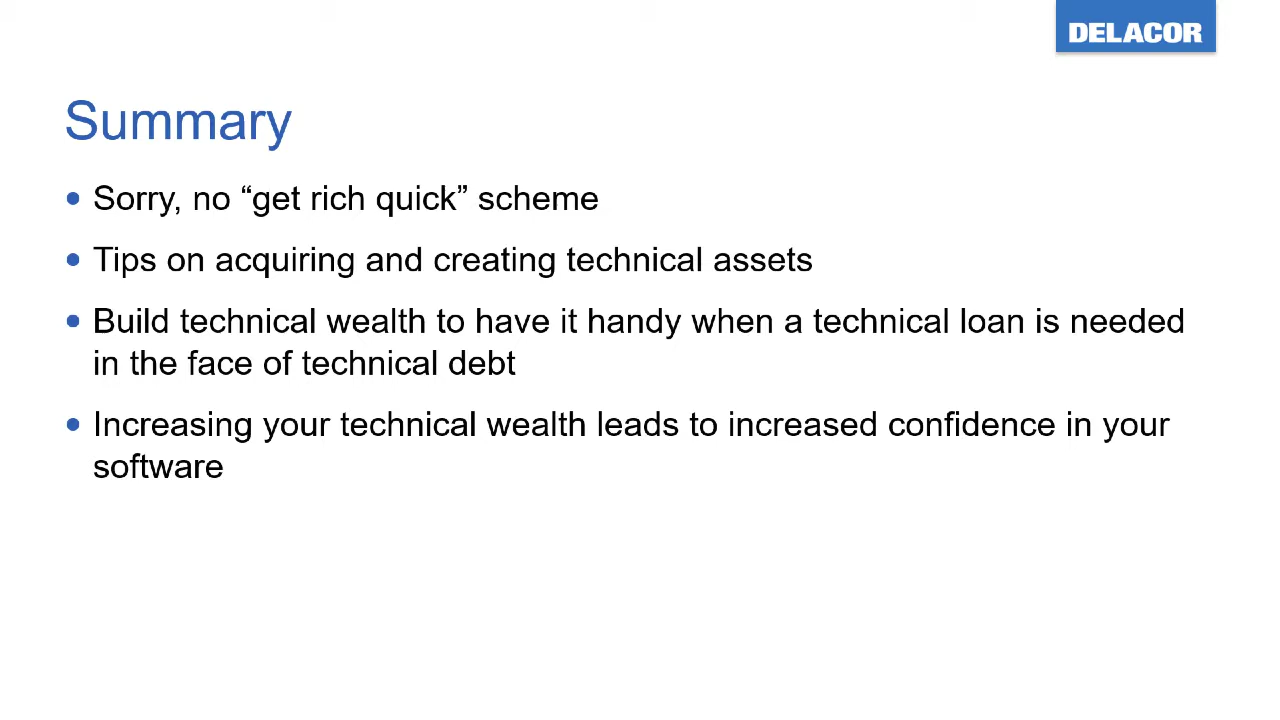 DELACOR
Summary
• Sorry, no “get rich quick” scheme
• Tips on acquiring and creating technical assets
• Build technical wealth to have it handy when a technical loan is needed
in the face of technical debt
• Increasing your technical wealth leads to increased confidence in your
software